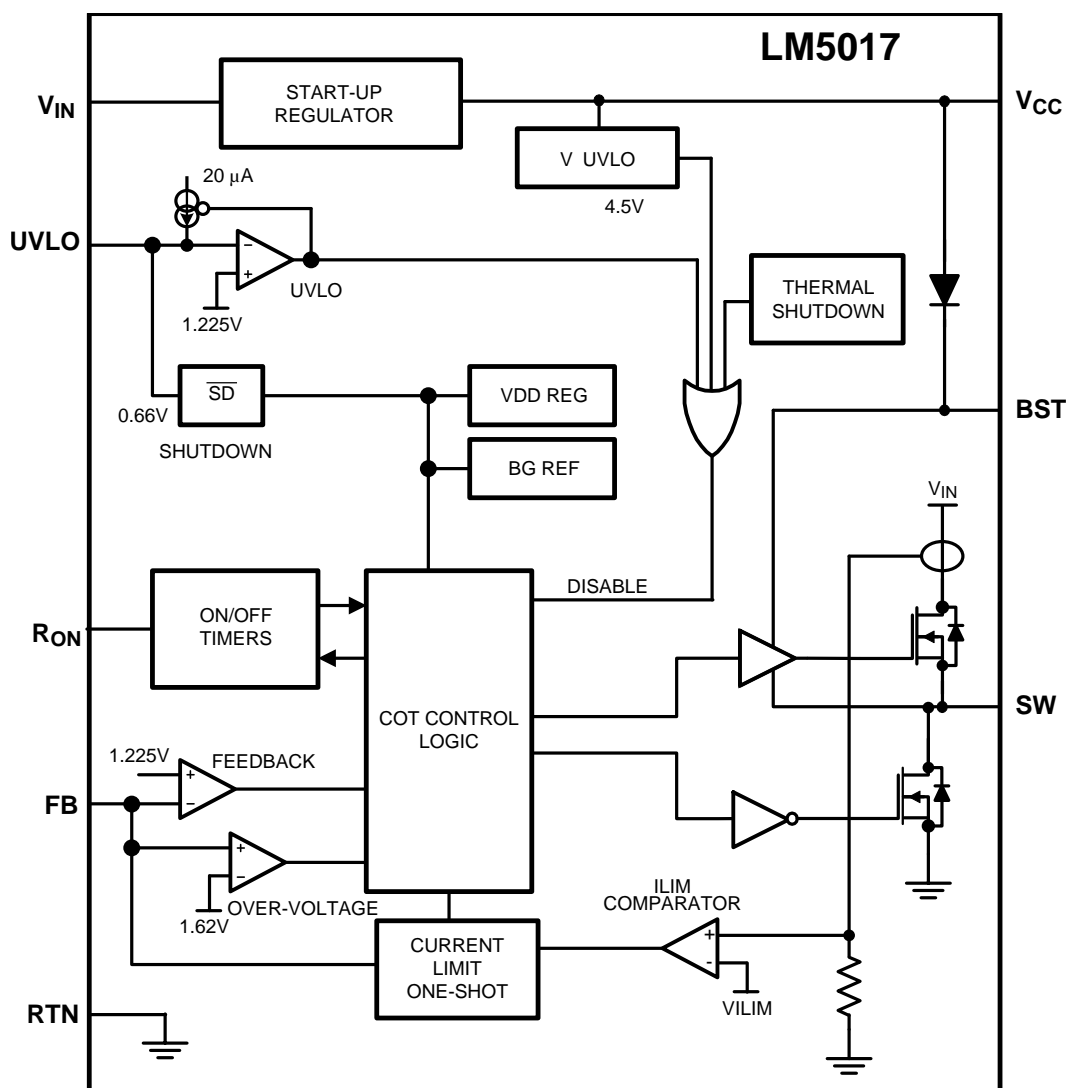 LM5017
START-UP
REGULATOR
VIN
VCC
V UVLO
4.5V
20 μA
UVLO
−
+
UVLO
1.225V
THERMAL
SHUTDOWN
SD
0.66V
SHUTDOWN
VDD REG
BG REF
BST
VIN
DISABLE
ON/OFF
TIMERS
RON
COT CONTROL
LOGIC
SW
1.225V
FEEDBACK
+
−
FB
+
−
1.62V
OVER-VOLTAGE
ILIM
COMPARATOR
+
-
VILIM
CURRENT
LIMIT
ONE-SHOT
RTN